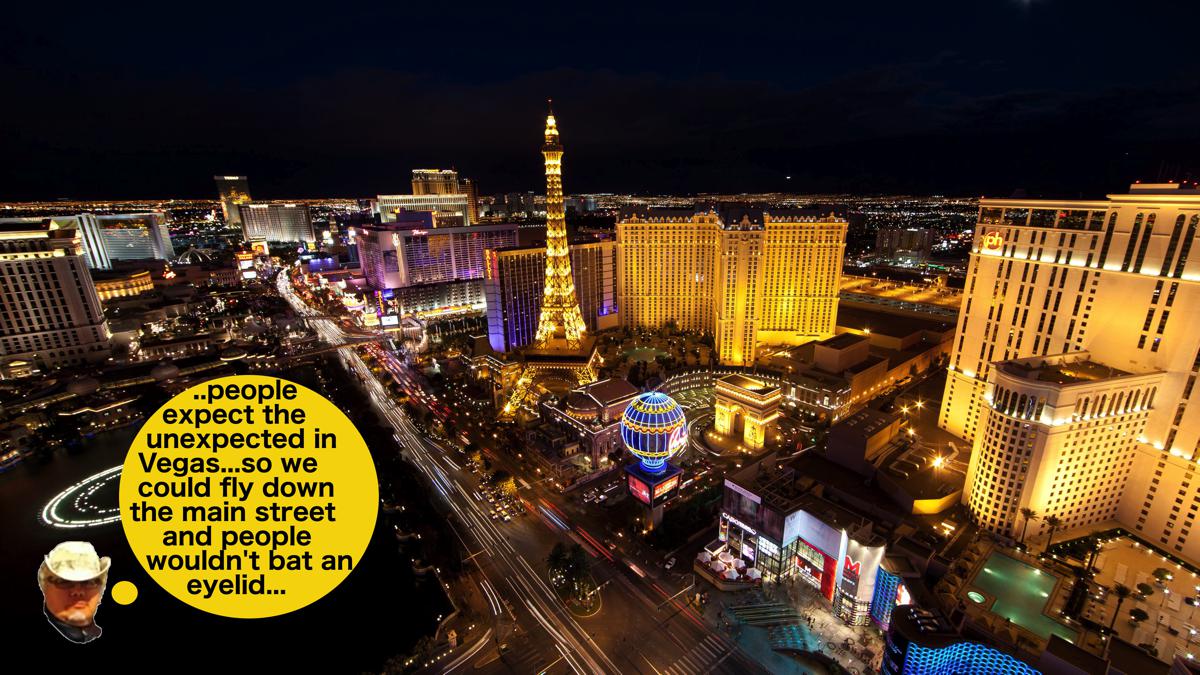 ph
..people
expect the
unexpected in
Vegas...so we
could fly down
the main street
and people
wouldn't bat an
eyelid...
M